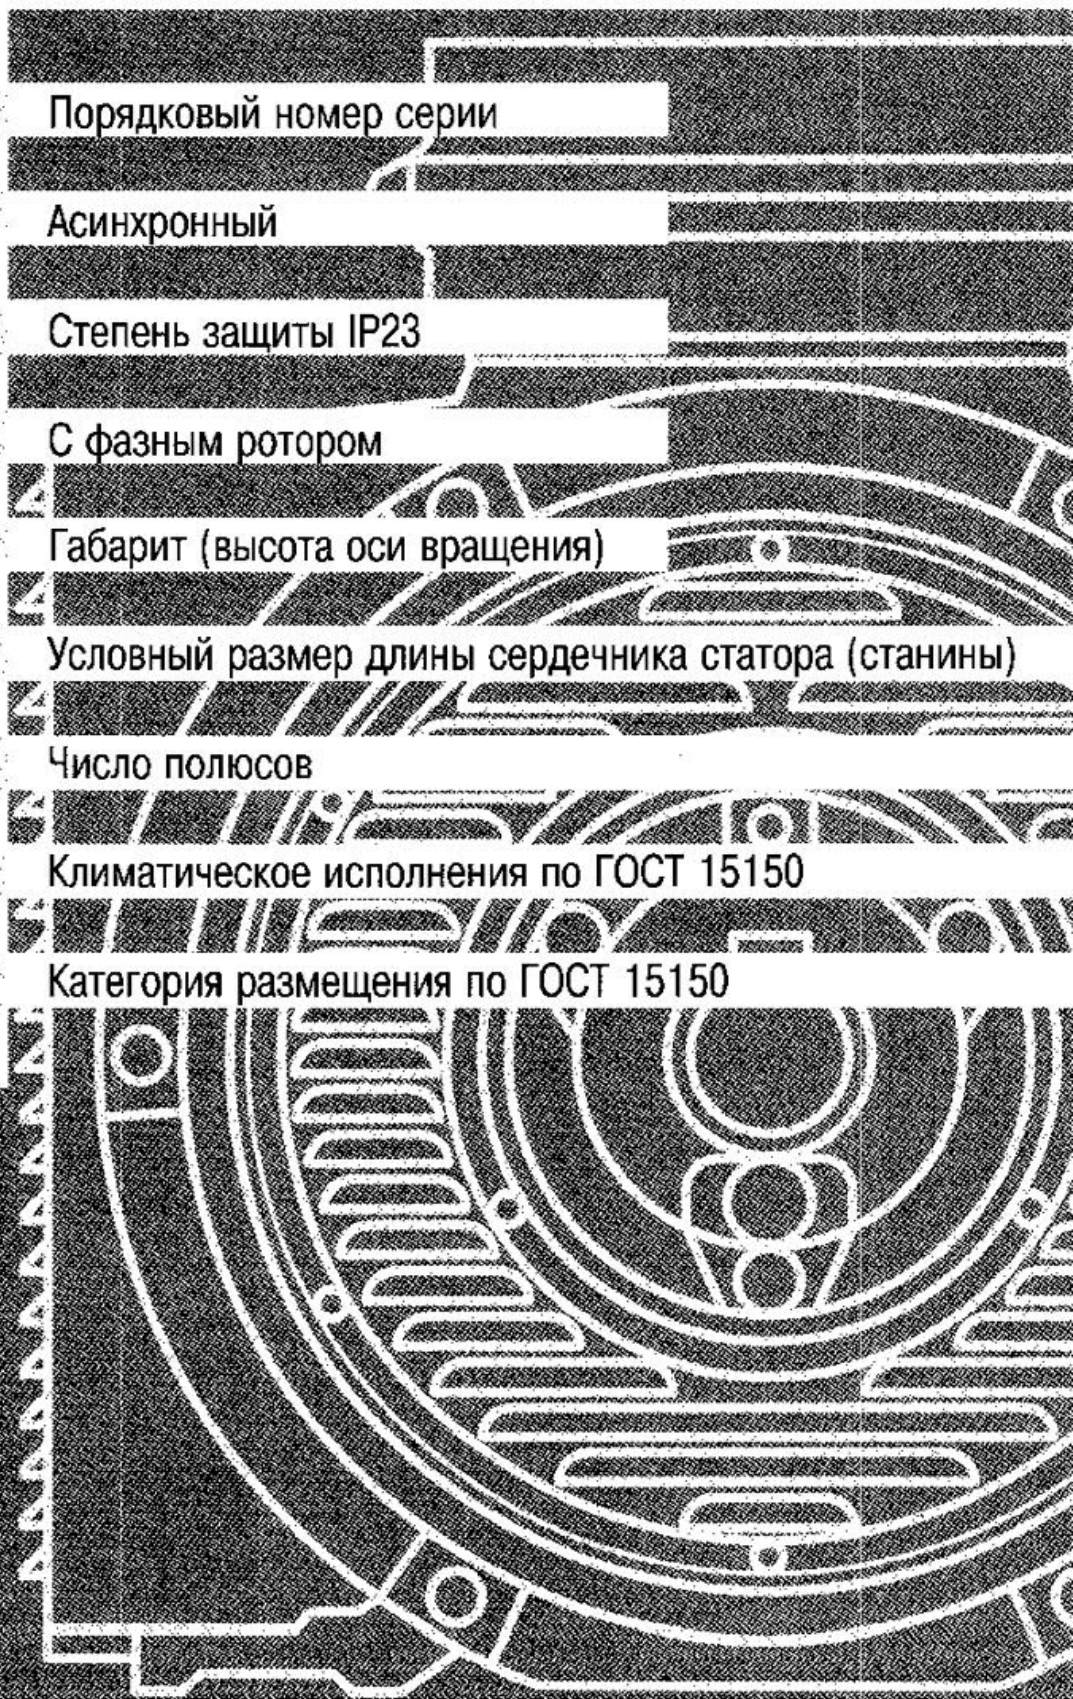 Порядковый номер серии
Асинхронный
Степень защиты IP23
С фазным ротором
Габарит (высота оси вращения)
Условный размер длины сердечника статора (станины)
Число полюсов
Климатическое исполнения по ГОСТ 15150
Категория размещения по ГОСТ 15150